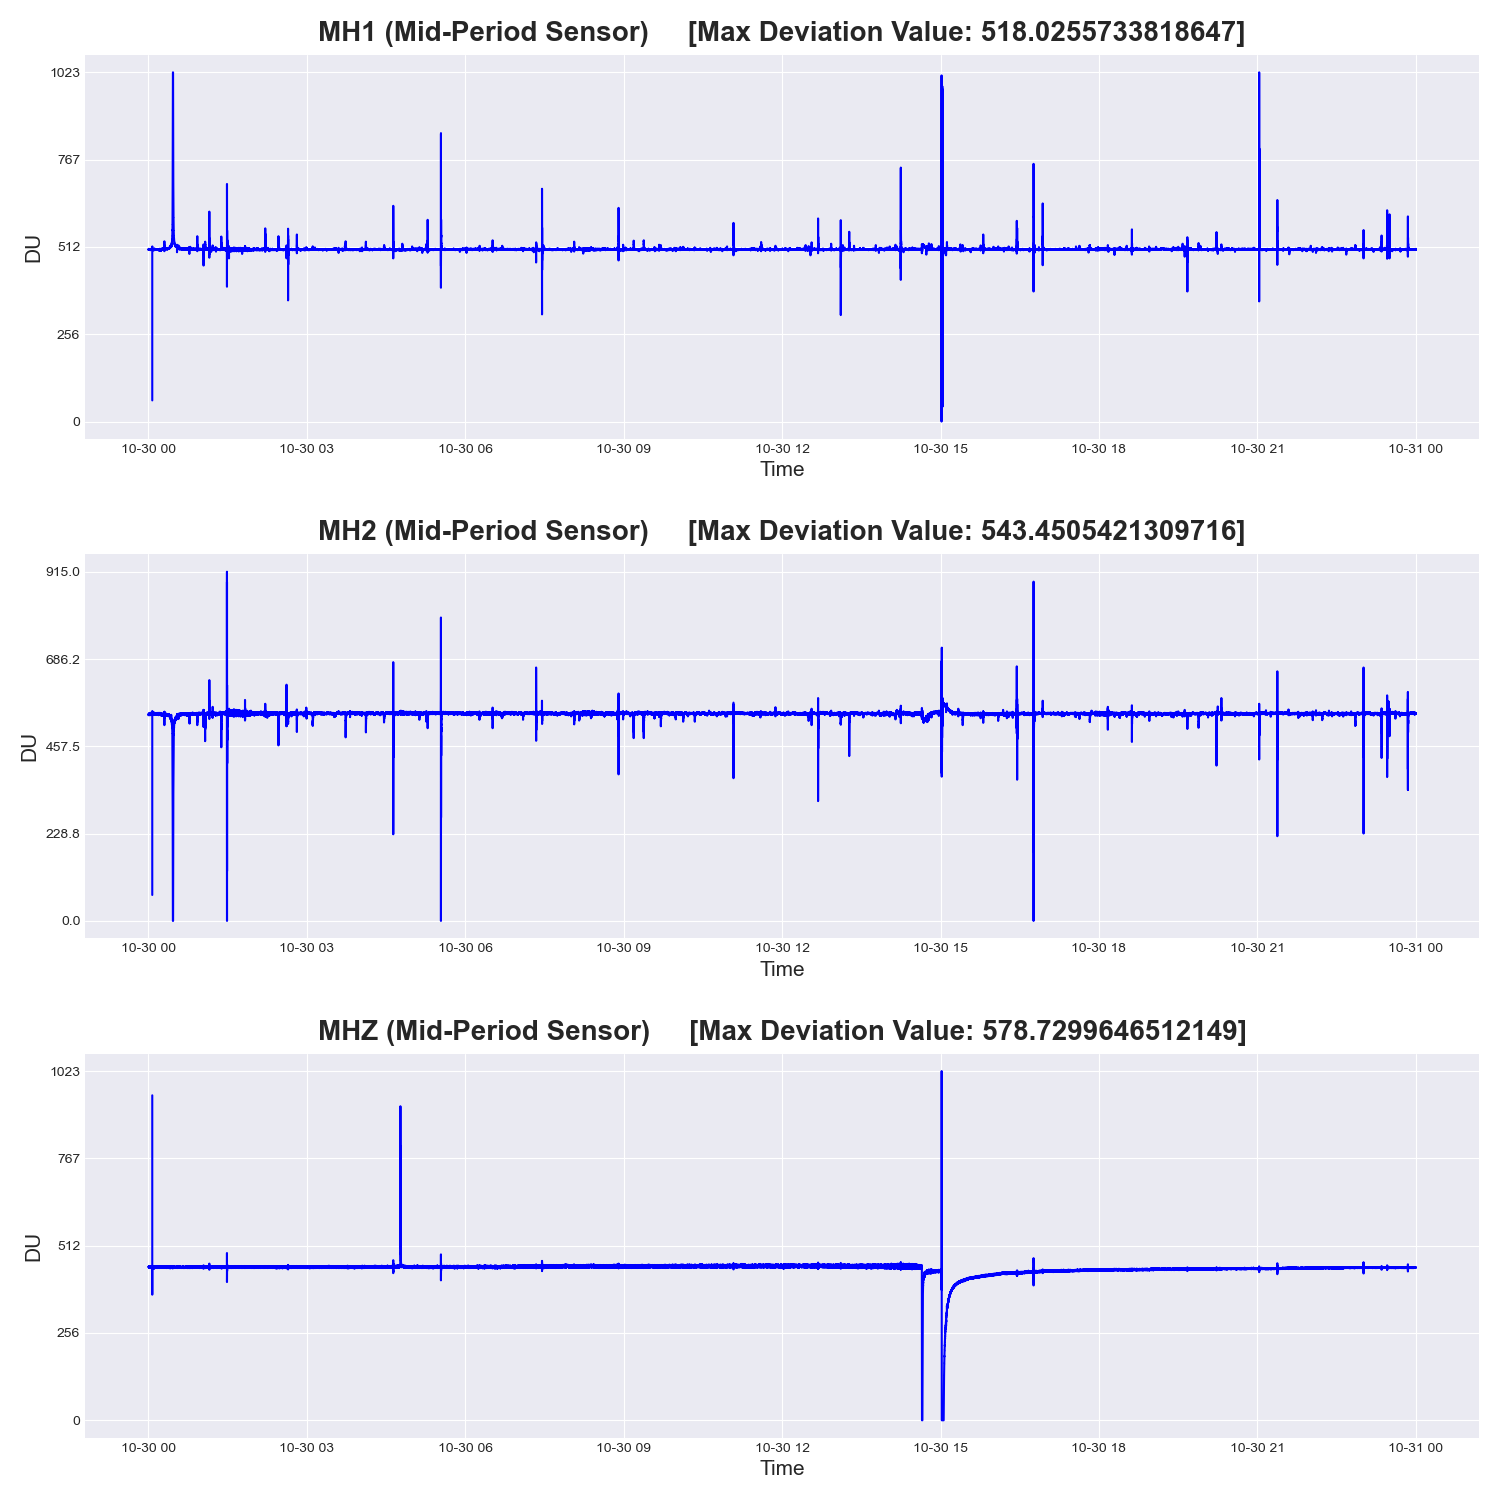 MH1 (Mid-Period Sensor) [Max Deviation Value: 518.0255733818647]
1023
767
512
256
0
DU
10-30 00 10-30 03 10-30 06 10-30 09 10-30 12 10-30 15 10-30 18 10-30 21 10-31 00
Time
MH2 (Mid-Period Sensor) [Max Deviation Value: 543.4505421309716]
915.0
686.2
457.5
228.8
0.0
DU
10-30 00 10-30 03 10-30 06 10-30 09 10-30 12 10-30 15 10-30 18 10-30 21 10-31 00
Time
MHZ (Mid-Period Sensor) [Max Deviation Value: 578.7299646512149]
1023
767
512
256
0
DU
10-30 00 10-30 03 10-30 06 10-30 09 10-30 12 10-30 15 10-30 18 10-30 21 10-31 00
Time